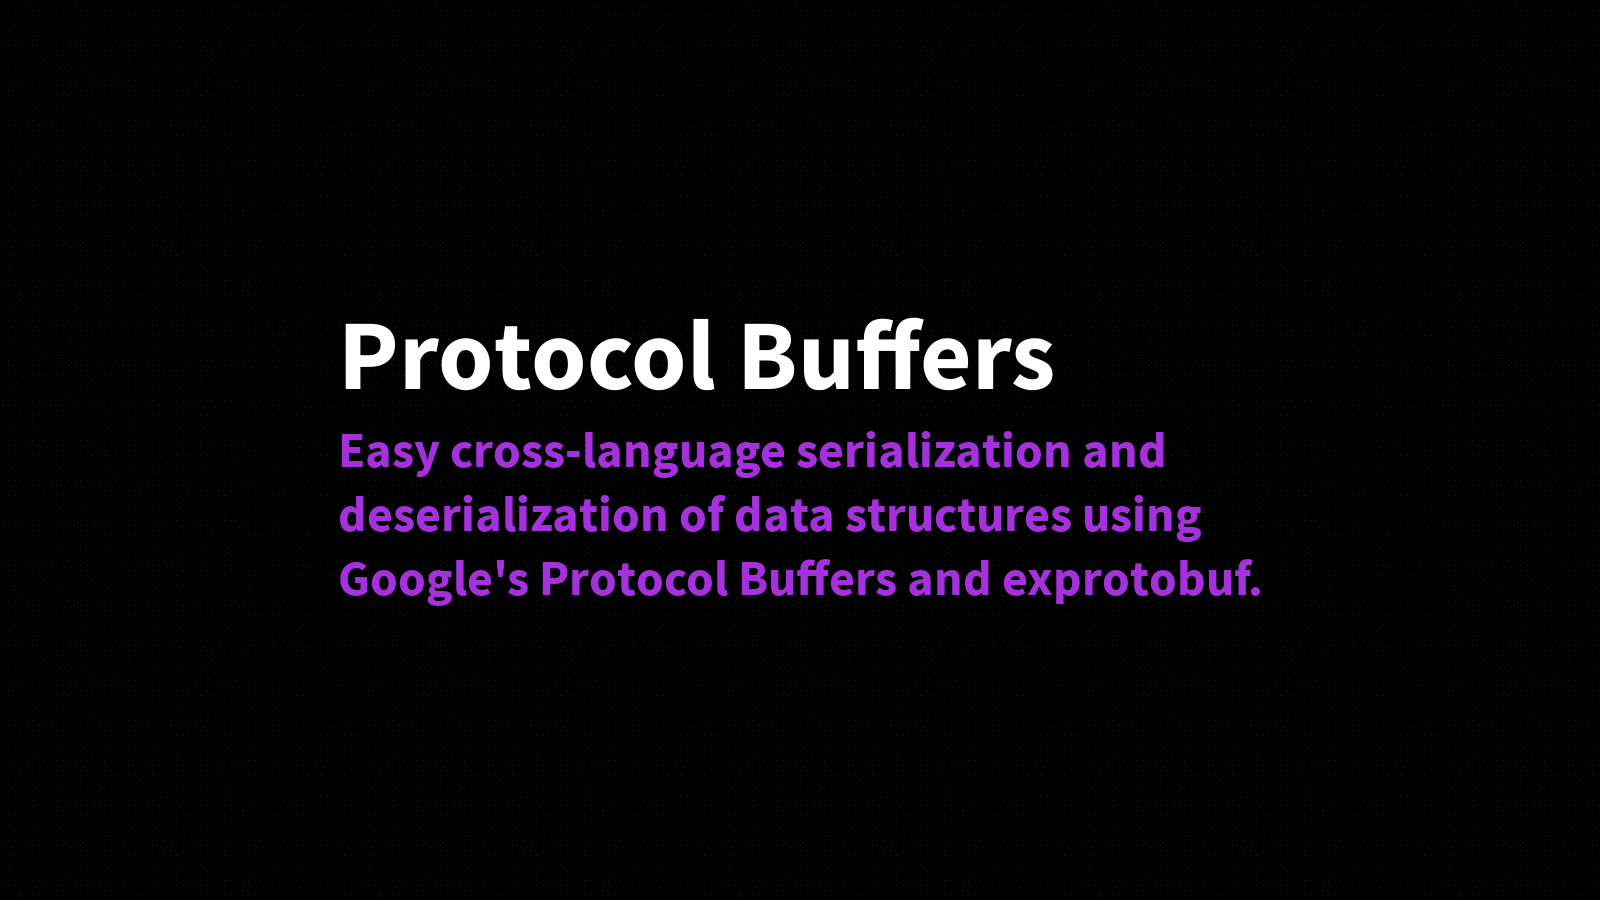 Protocol Buffers
Easy cross-language serialization and
deserialization of data structures using
Google's Protocol Buffers and exprotobuf.